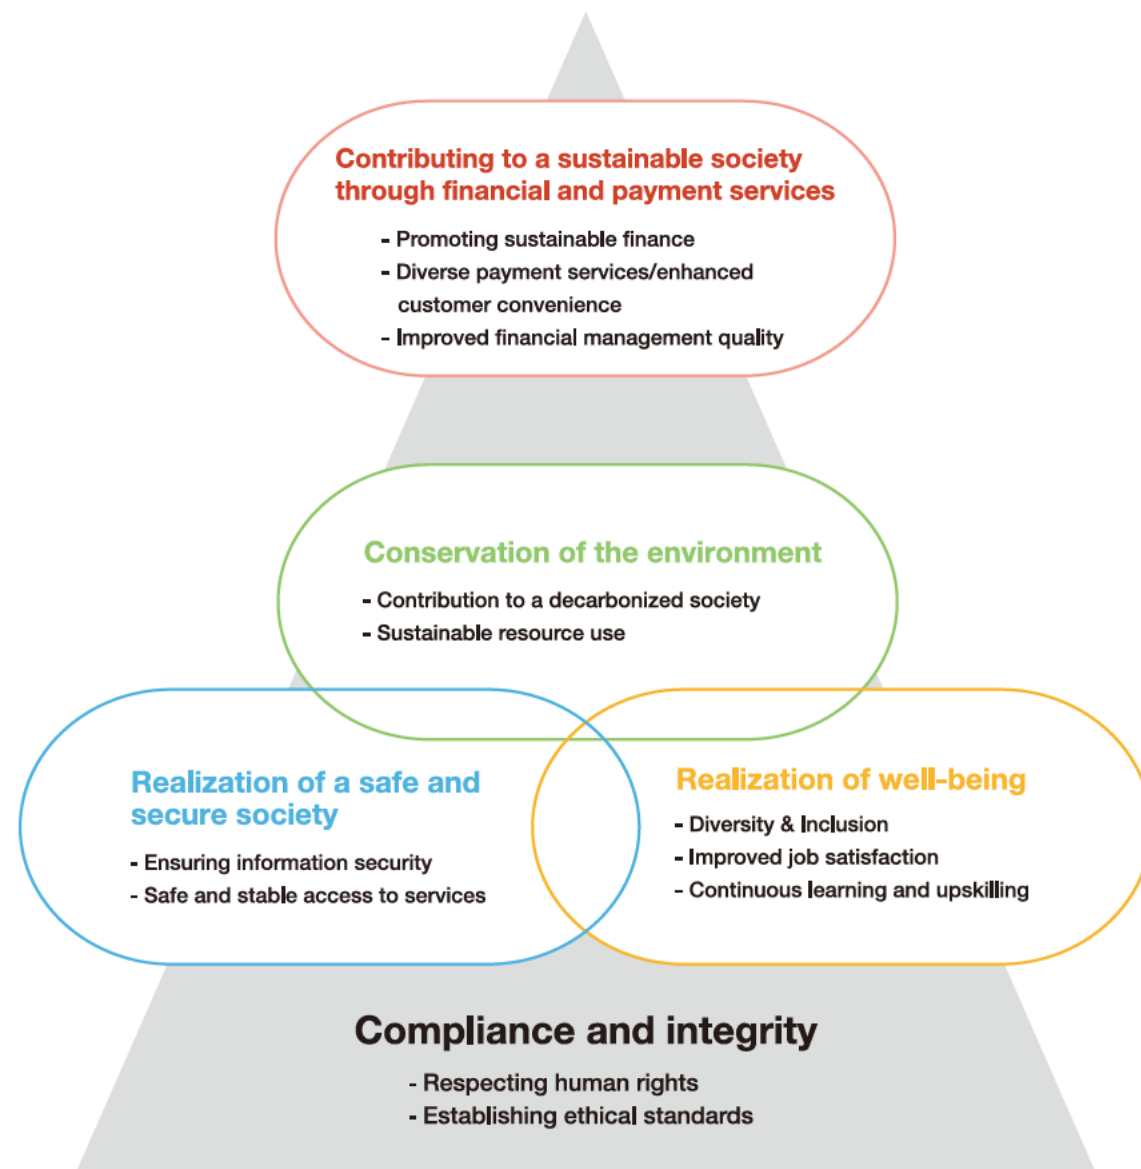 Contributing to a sustainable society
through financial and payment services
- Promoting sustainable finance
- Diverse payment services/enhanced
customer convenience
- Improved financial management quality
Conservation of the environment
- Contribution to a decarbonized society
- Sustainable resource use
Realization of a safe and
secure society
- Ensuring information security
- Safe and stable access to services
Realization of well-being
- Diversity & Inclusion
- Improved job satisfaction
- Continuous learning and upskilling
Compliance and integrity
- Respecting human rights
- Establishing ethical standards